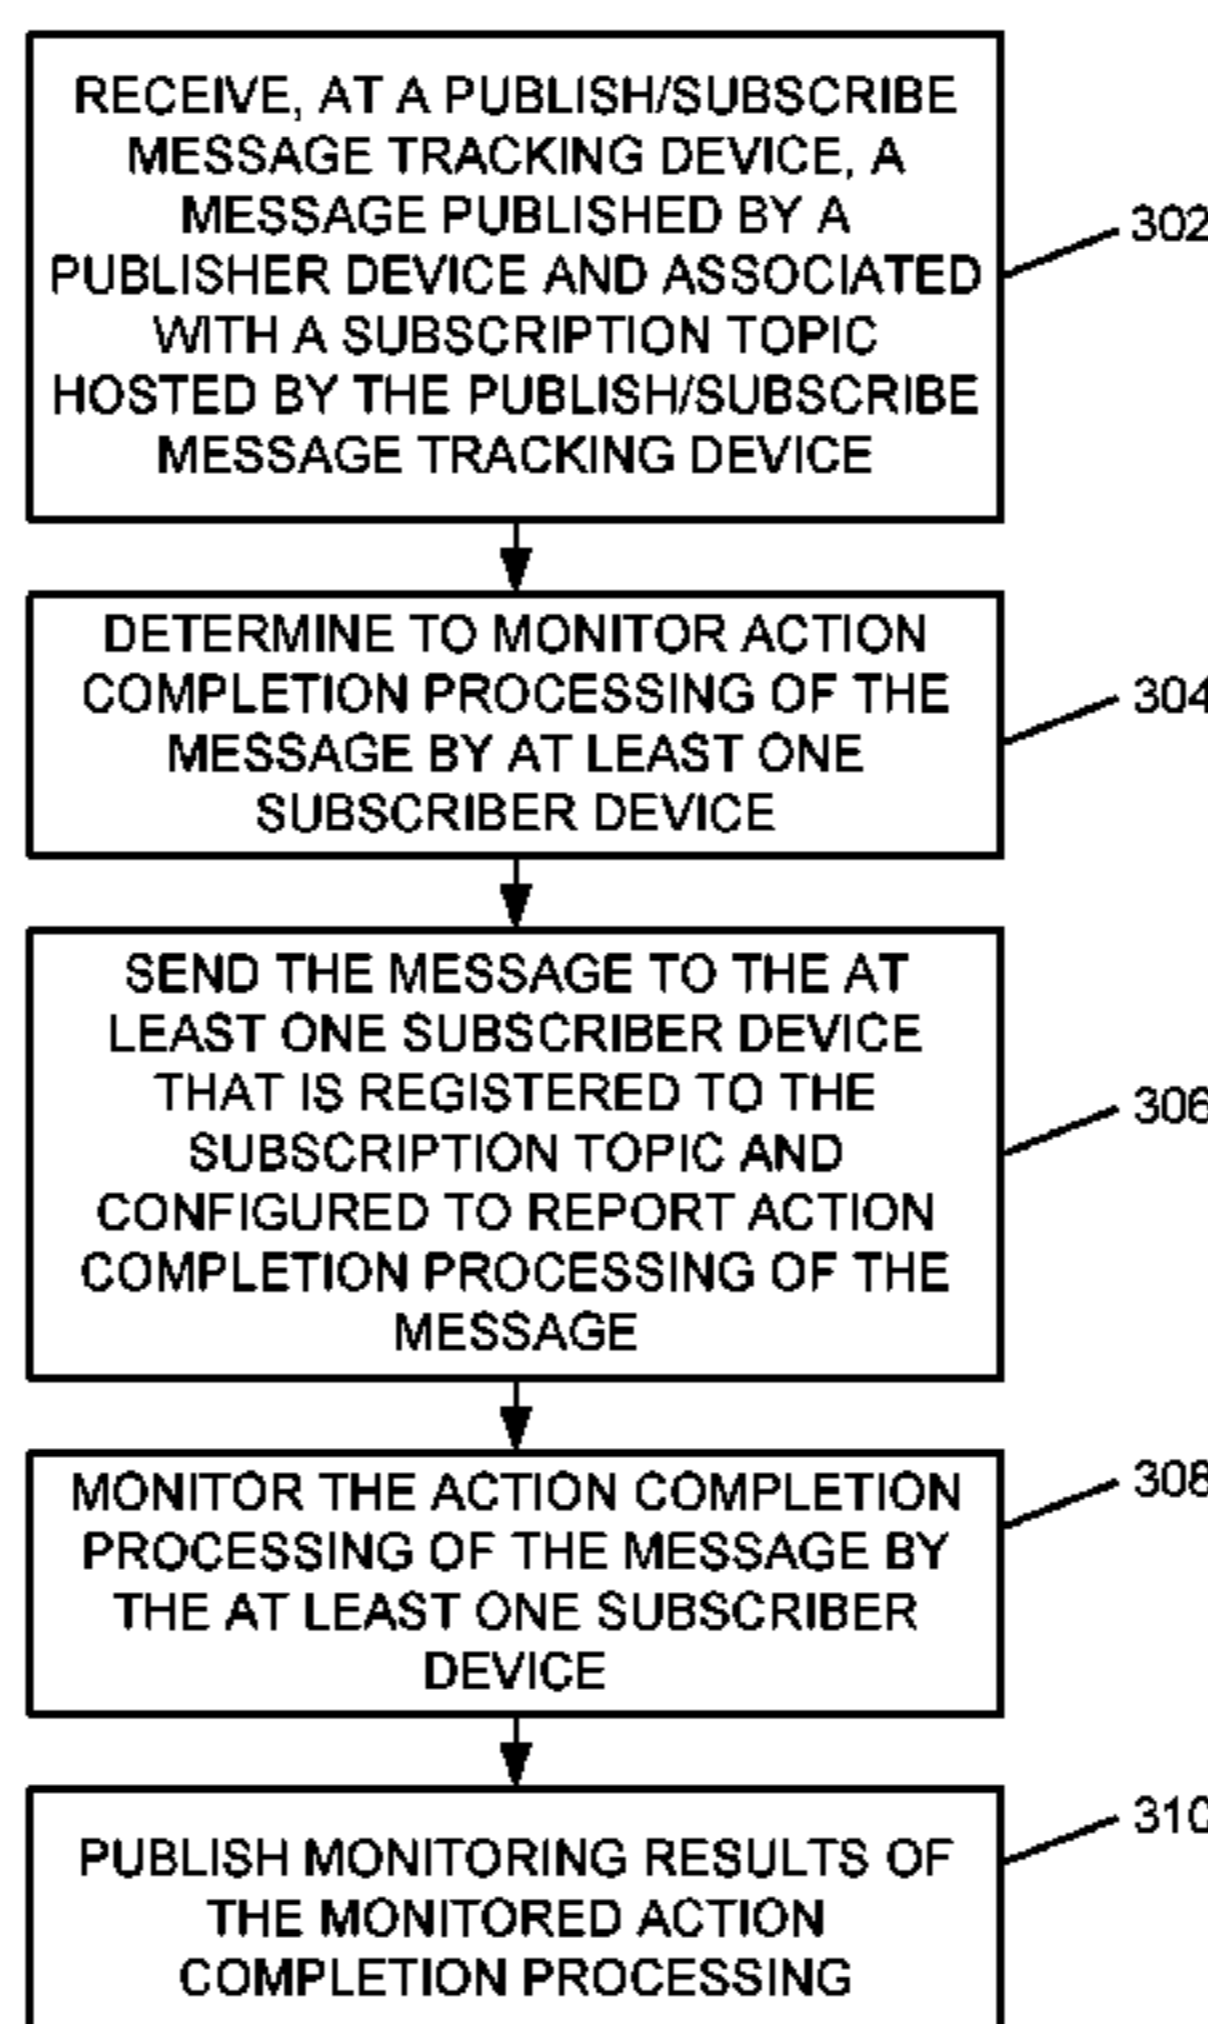 RECEIVE, AT A PUBLISH/SUBSCRIBE
MESSAGE TRACKING DEVICE, A
MESSAGE PUBLISHED BY A
PUBLISHER DEVICE AND ASSOCIATED
WITH A SUBSCRIPTION TOPIC
HOSTED BY THE PUBLISH/SUBSCRIBE
MESSAGE TRACKING DEVICE
302
DETERMINE TO MONITOR ACTION
COMPLETION PROCESSING OF THE
MESSAGE BY AT LEAST ONE
SUBSCRIBER DEVICE
304
SEND THE MESSAGE TO THE AT
LEAST ONE SUBSCRIBER DEVICE
THAT IS REGISTERED TO THE
SUBSCRIPTION TOPIC AND
CONFIGURED TO REPORT ACTION
COMPLETION PROCESSING OF THE
MESSAGE
306
MONITOR THE ACTION COMPLETION
PROCESSING OF THE MESSAGE BY
THE AT LEAST ONE SUBSCRIBER
DEVICE
308
PUBLISH MONITORING RESULTS OF
THE MONITORED ACTION
COMPLETION PROCESSING
310